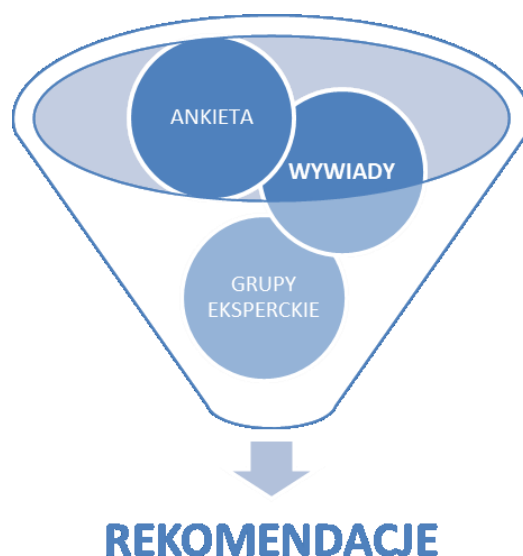 ANKIETA
WYWIADY
GRUPY
EKSPERCKIE
REKOMENDACJE